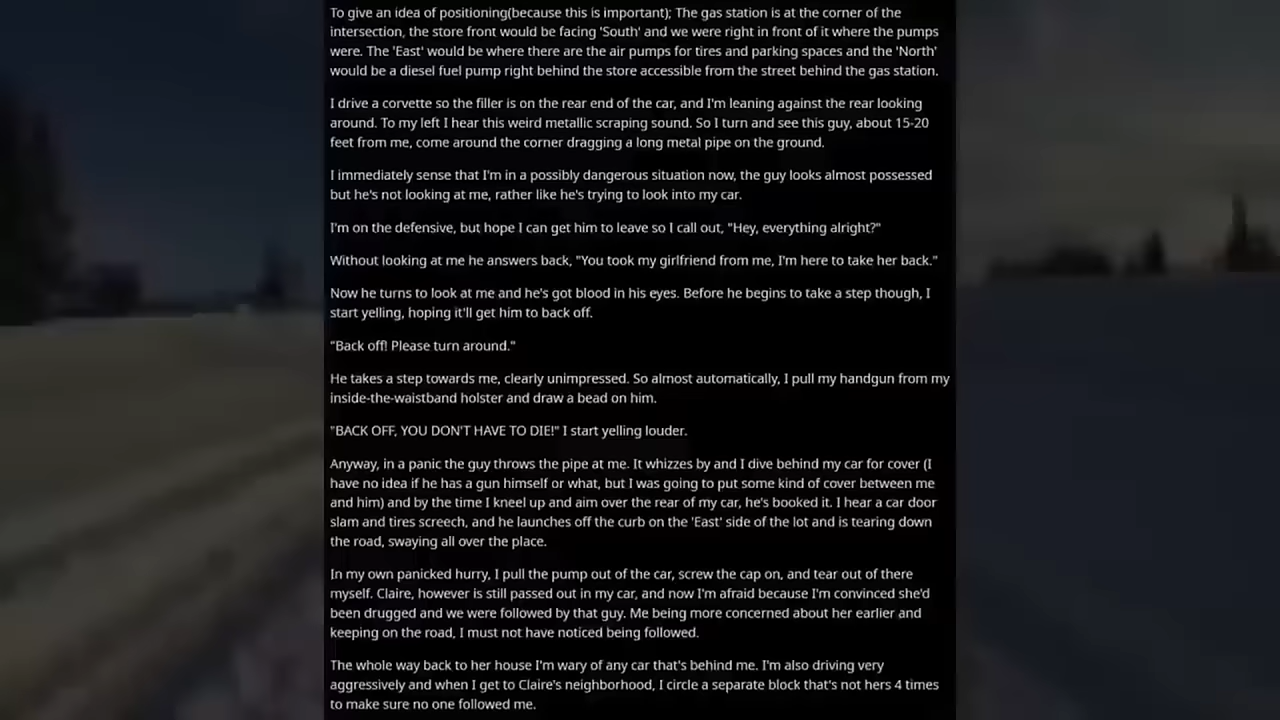 To give an idea of positioning(because this is important); The gas station is at the corner of the
intersection, the store front would be facing 'South' and we were right in front of it where the pumps
were. The 'East' would be where there are the air pumps for tires and parking spaces and the 'North'
would be a diesel fuel pump right behind the store accessible from the street behind the gas station.
I drive a corvette so the filler is on the rear end of the car, and I'm leaning against the rear looking
around. To my left I hear this weird metallic scraping sound. So I turn and see this guy, about 15-20
feet from me, come around the corner dragging a long metal pipe on the ground.
I immediately sense that I'm in a possibly dangerous situation now, the guy looks almost possessed
but he's not looking at me, rather like he's trying to look into my car.
I'm on the defensive, but hope I can get him to leave so I call out, "Hey, everything alright?"
Without looking at me he answers back, "You took my girlfriend from me, I'm here to take her back."
Now he turns to look at me and he's got blood in his eyes. Before he begins to take a step though, I
start yelling, hoping it'll get him to back off.
"Back off! Please turn around."
He takes a step towards me, clearly unimpressed. So almost automatically, I pull my handgun from my
inside-the-waistband holster and draw a bead on him.
"BACK OFF, YOU DON'T HAVE TO DIE!" I start yelling louder.
Anyway, in a panic the guy throws the pipe at me. It whizzes by and I dive behind my car for cover (I
have no idea if he has a gun himself or what, but I was going to put some kind of cover between me
and him) and by the time I kneel up and aim over the rear of my car, he's booked it. I hear a car door
slam and tires screech, and he launches off the curb on the 'East' side of the lot and is tearing down
the road, swaying all over the place.
In my own panicked hurry, I pull the pump out of the car, screw the cap on, and tear out of there
myself. Claire, however is still passed out in my car, and now I'm afraid because I'm convinced she'd
been drugged and we were followed by that guy. Me being more concerned about her earlier and
keeping on the road, I must not have noticed being followed.
The whole way back to her house I'm wary of any car that's behind me. I'm also driving very
aggressively and when I get to Claire's neighborhood, I circle a separate block that's not hers 4 times
to make sure no one followed me.